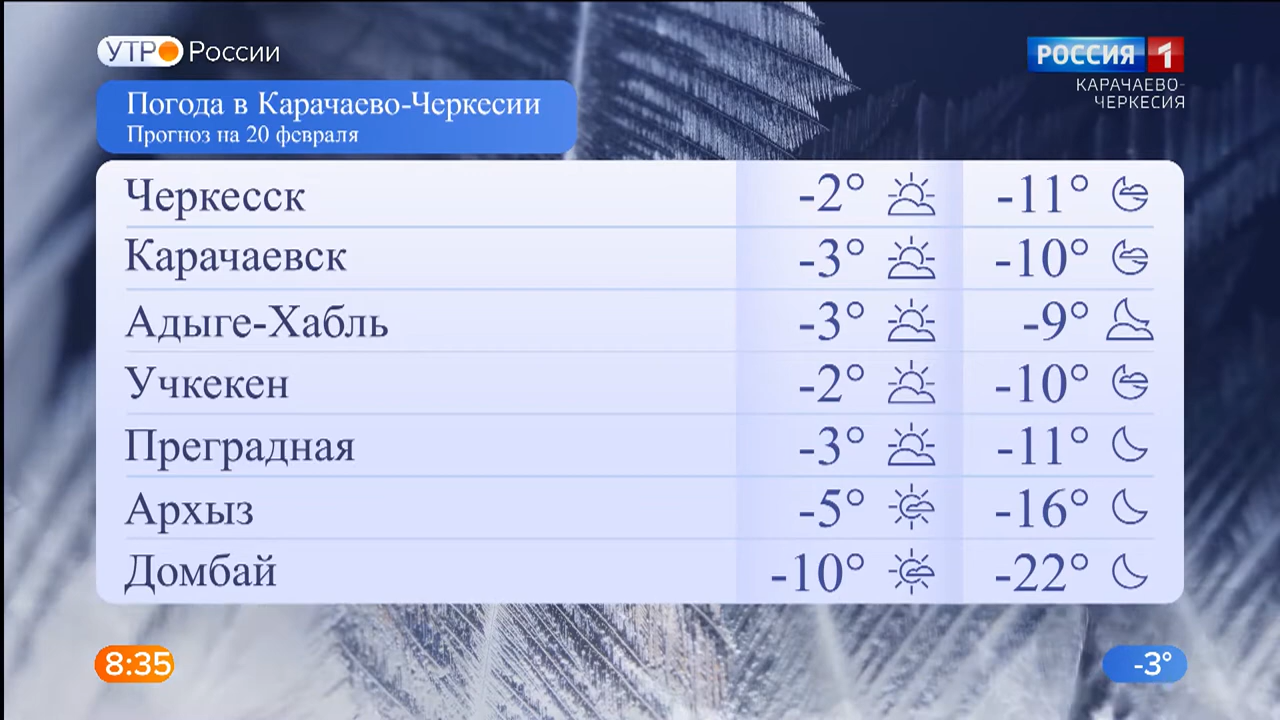 УТРО России
РОССИЯ 1
КАРАЧАЕВО-
ЧЕРКЕСИЯ
Погода в Карачаево-Черкесии
Прогноз на 20 февраля
Черкесск -2° -11°
Карачаевск -3° -10°
Адыге-Хабль -3° -9°
Учкекен -2° -10°
Преградная -3° -11°
Архыз -5° -16°
Домбай -10° -22°
8:35 -3°